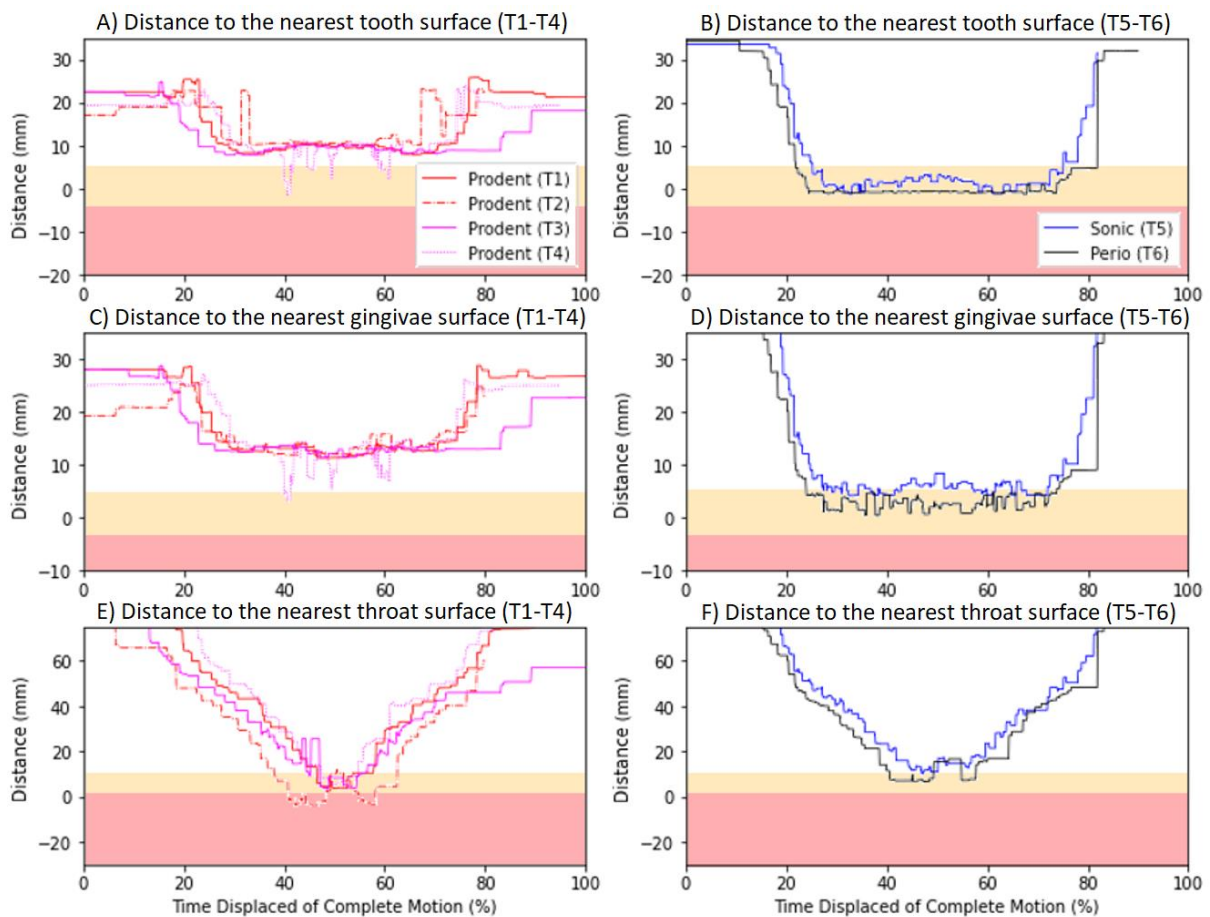 A) Distance to the nearest tooth surface (T1-T4)
Distance (mm)
30
20
10
0
−10
−20
0 20 40 60 80 100
Prodent (T1)
Prodent (T2)
Prodent (T3)
Prodent (T4)
B) Distance to the nearest tooth surface (T5-T6)
Distance (mm)
30
20
10
0
−10
−20
0 20 40 60 80 100
Sonic (T5)
Perio (T6)
C) Distance to the nearest gingivae surface (T1-T4)
Distance (mm)
30
20
10
0
−10
0 20 40 60 80 100
D) Distance to the nearest gingivae surface (T5-T6)
Distance (mm)
30
20
10
0
−10
0 20 40 60 80 100
E) Distance to the nearest throat surface (T1-T4)
Distance (mm)
60
40
20
0
−20
0 20 40 60 80 100
Time Displaced of Complete Motion (%)
F) Distance to the nearest throat surface (T5-T6)
Distance (mm)
60
40
20
0
−20
0 20 40 60 80 100
Time Displaced of Complete Motion (%)